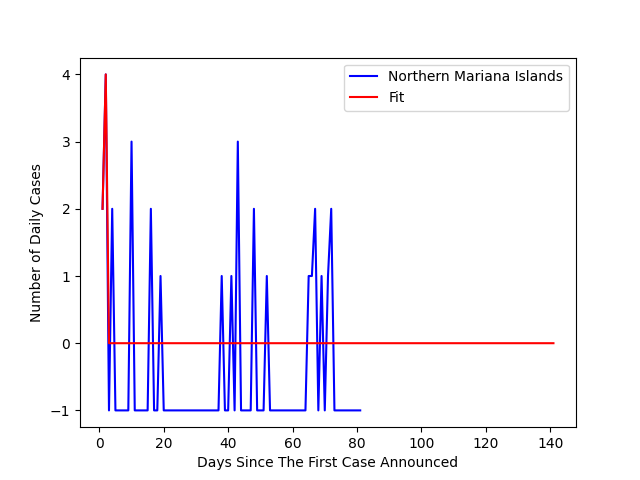 Northern Mariana Islands
Fit
Number of Daily Cases
4
3
2
1
0
−1
0 20 40 60 80 100 120 140
Days Since The First Case Announced